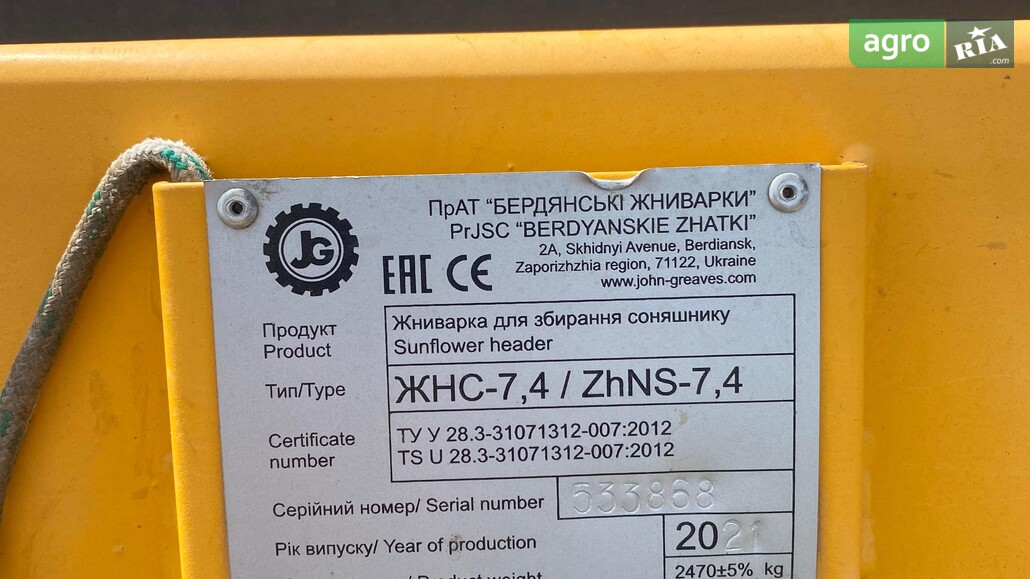 agro RIA .com
ПрАТ “БЕРДЯНСЬКІ ЖНИВАРКИ”
PrJSC “BERDYANSKIE ZHATKI”
2A, Skhidnyi Avenue, Berdiansk,
Zaporizhzhia region, 71122, Ukraine
www.john-greaves.com
JG
EAC CE
Продукт
Product
Жниварка для збирання соняшнику
Sunflower header
Тип/Type
ЖНС-7,4 / ZhNS-7,4
Certificate
number
ТУ У 28.3-31071312-007:2012
TS U 28.3-31071312-007:2012
Серійний номер/ Serial number 533868
Рік випуску/ Year of production 2021
Product weight 2470±5% kg